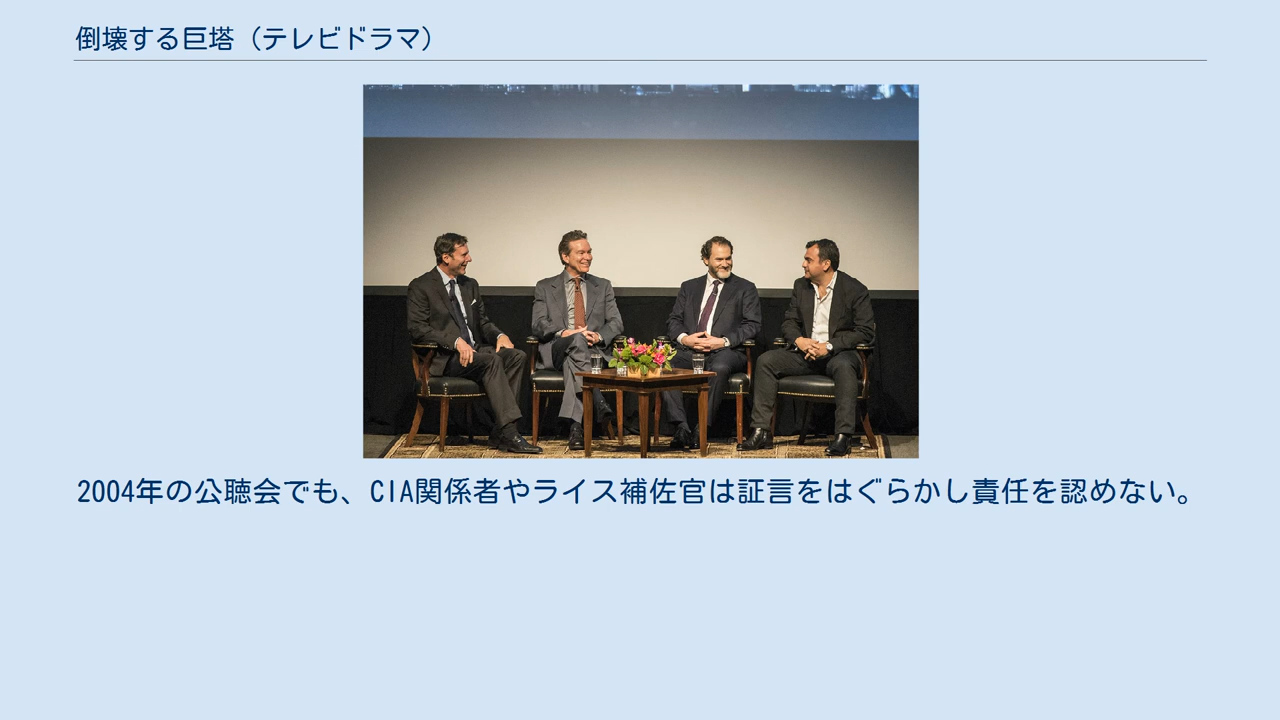 倒壊する巨塔（テレビドラマ）
2004年の公聴会でも、CIA関係者やライス補佐官は証言をはぐらかし責任を認めない。